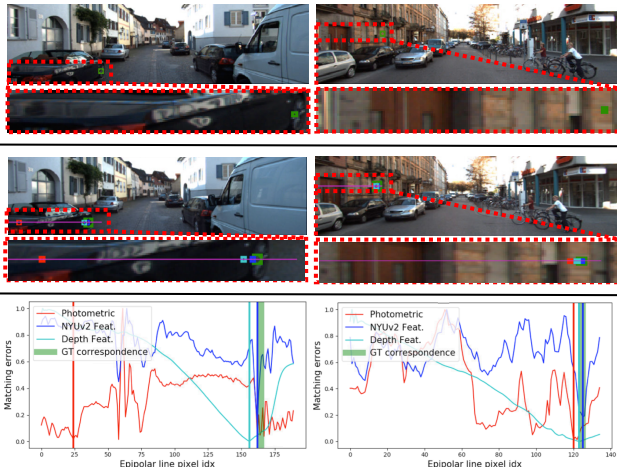 Photometric
NYUv2 Feat.
Depth Feat.
GT correspondence
Matching errors
1.0
0.8
0.6
0.4
0.2
0.0
0
25
50
75
100
125
150
175
Epipolar line pixel idx
Photometric
NYUv2 Feat.
Depth Feat.
GT correspondence
Matching errors
1.0
0.8
0.6
0.4
0.2
0.0
0
20
40
60
80
100
120
140
Epipolar line pixel idx